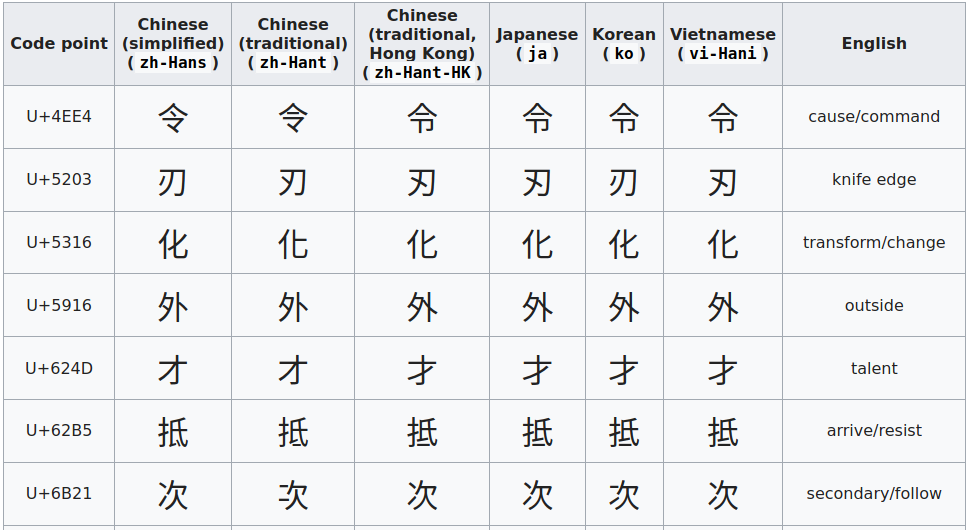 Code point	Chinese (simplified) ( zh-Hans )	Chinese (traditional) ( zh-Hant )	Chinese (traditional, Hong Kong) ( zh-Hant-HK )	Japanese ( ja )	Korean ( ko )	Vietnamese ( vi-Hani )	English
U+4EE4	令	令	令	令	令	令	cause/command
U+5203	刃	刃	刃	刃	刃	刃	knife edge
U+5316	化	化	化	化	化	化	transform/change
U+5916	外	外	外	外	外	外	outside
U+624D	才	才	才	才	才	才	talent
U+62B5	抵	抵	抵	抵	抵	抵	arrive/resist
U+6B21	次	次	次	次	次	次	secondary/follow